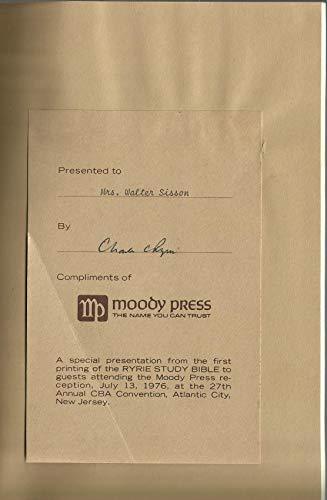 Presented to
Mrs. Walter Sisson
By
Compliments of
mp moody press
THE NAME YOU CAN TRUST
A special presentation from the first
printing of the RYRIE STUDY BIBLE to
guests attending the Moody Press re-
ception, July 13, 1976, at the 27th
Annual CBA Convention, Atlantic City,
New Jersey.